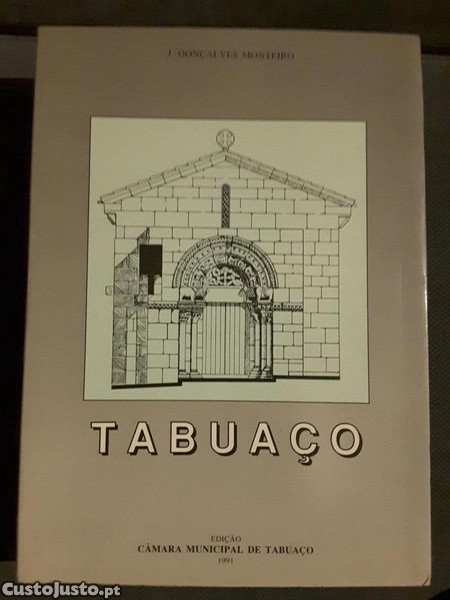 J. GONÇALVES MONTEIRO
TABUAÇO
EDIÇÃO
CÂMARA MUNICIPAL DE TABUAÇO
1991
CustoJusto.pt